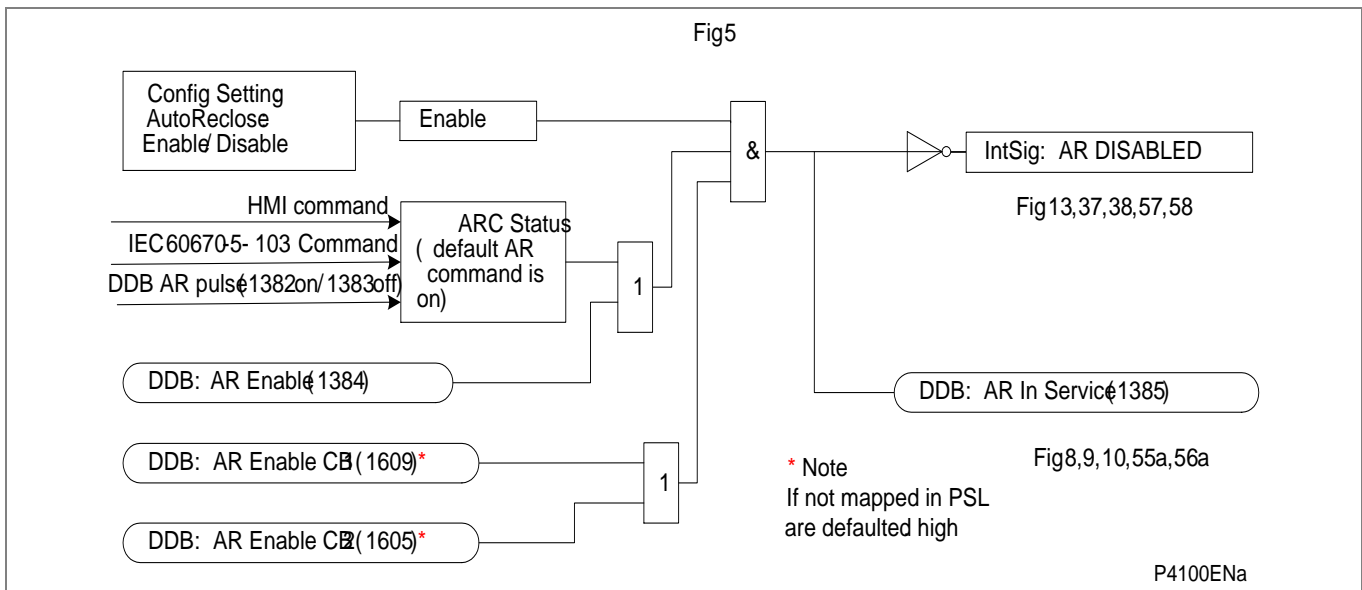 Fig5
Config Setting
AutoReclose
Enable/ Disable
Enable
&
IntSig: AR DISABLED
Fig13,37,38,57,58
HMI command
IEC60670-5- 103 Command
DDB AR pulse(1382on/ 1383off)
ARC Status
( default AR
command is
on)
1
DDB: AR Enable(1384)
DDB: AR In Service(1385)
Fig8,9,10,55a,56a
DDB: AR Enable CB1(1609)*
1
DDB: AR Enable CB2(1605)*
* Note
If not mapped in PSL
are defaulted high
P4100ENa